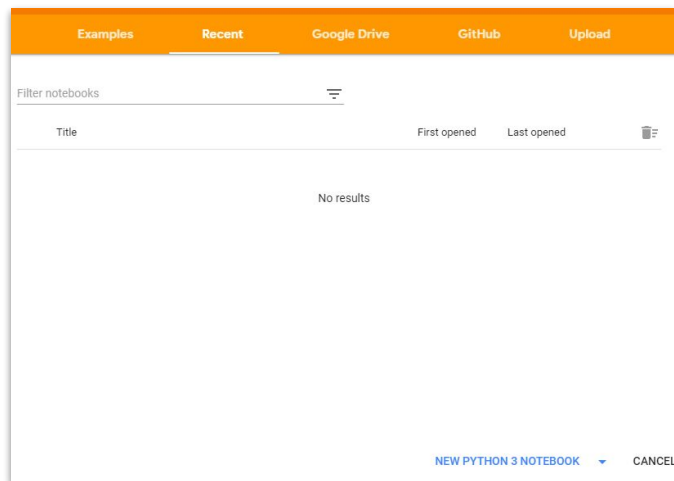 Examples Recent Google Drive GitHub Upload
Filter notebooks
Title First opened Last opened
No results
NEW PYTHON 3 NOTEBOOK CANCEL